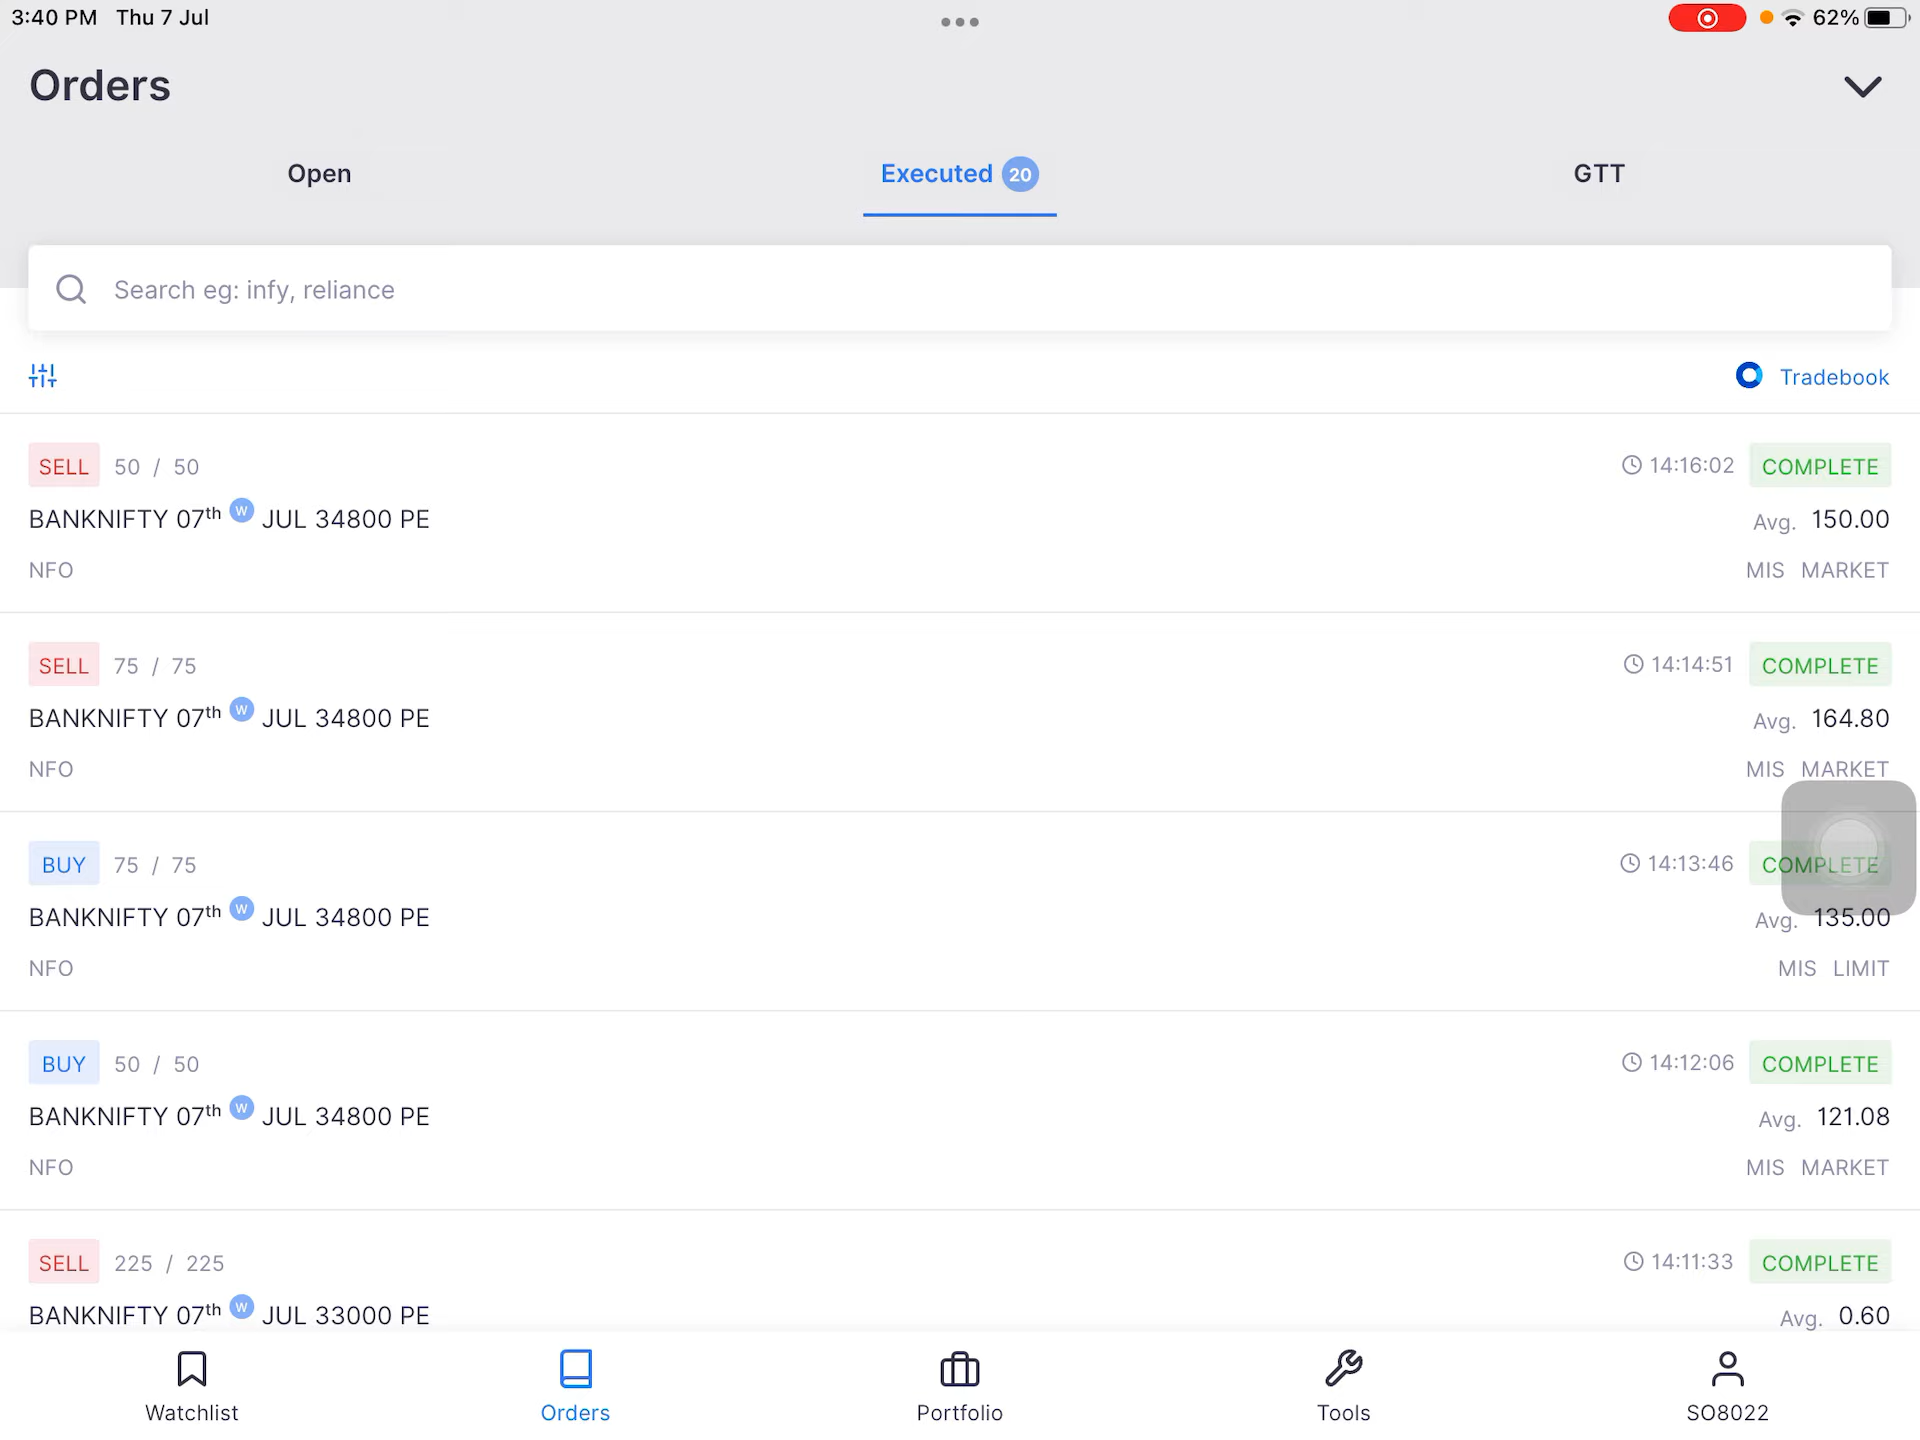 3:40 PM Thu 7 Jul
62%
Orders
Open
Executed 20
GTT
Search eg: infy, reliance
Tradebook
SELL 50 / 50
14:16:02 COMPLETE
BANKNIFTY 07th W JUL 34800 PE
Avg. 150.00
NFO
MIS MARKET
SELL 75 / 75
14:14:51 COMPLETE
BANKNIFTY 07th W JUL 34800 PE
Avg. 164.80
NFO
MIS MARKET
BUY 75 / 75
14:13:46 COMPLETE
BANKNIFTY 07th W JUL 34800 PE
Avg. 135.00
NFO
MIS LIMIT
BUY 50 / 50
14:12:06 COMPLETE
BANKNIFTY 07th W JUL 34800 PE
Avg. 121.08
NFO
MIS MARKET
SELL 225 / 225
14:11:33 COMPLETE
BANKNIFTY 07th W JUL 33000 PE
Avg. 0.60
Watchlist
Orders
Portfolio
Tools
SO8022